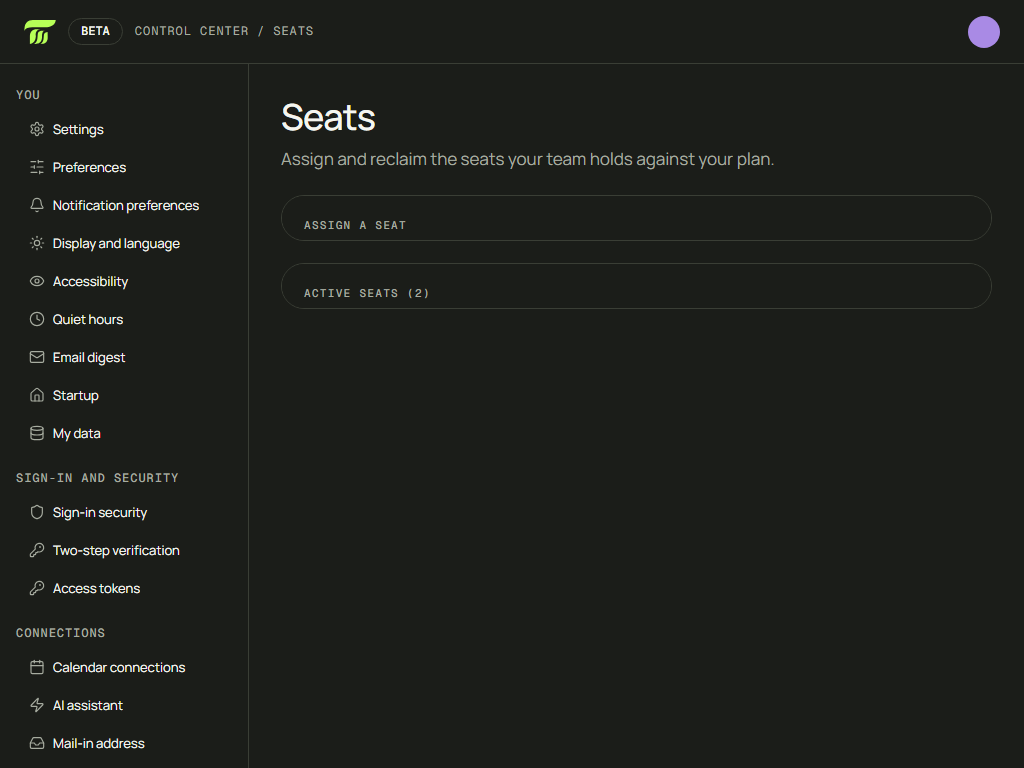 BETA
CONTROL CENTER / SEATS
YOU
Settings
Preferences
Notification preferences
Display and language
Accessibility
Quiet hours
Email digest
Startup
My data
SIGN-IN AND SECURITY
Sign-in security
Two-step verification
Access tokens
CONNECTIONS
Calendar connections
AI assistant
Mail-in address
Seats
Assign and reclaim the seats your team holds against your plan.
ASSIGN A SEAT
ACTIVE SEATS (2)